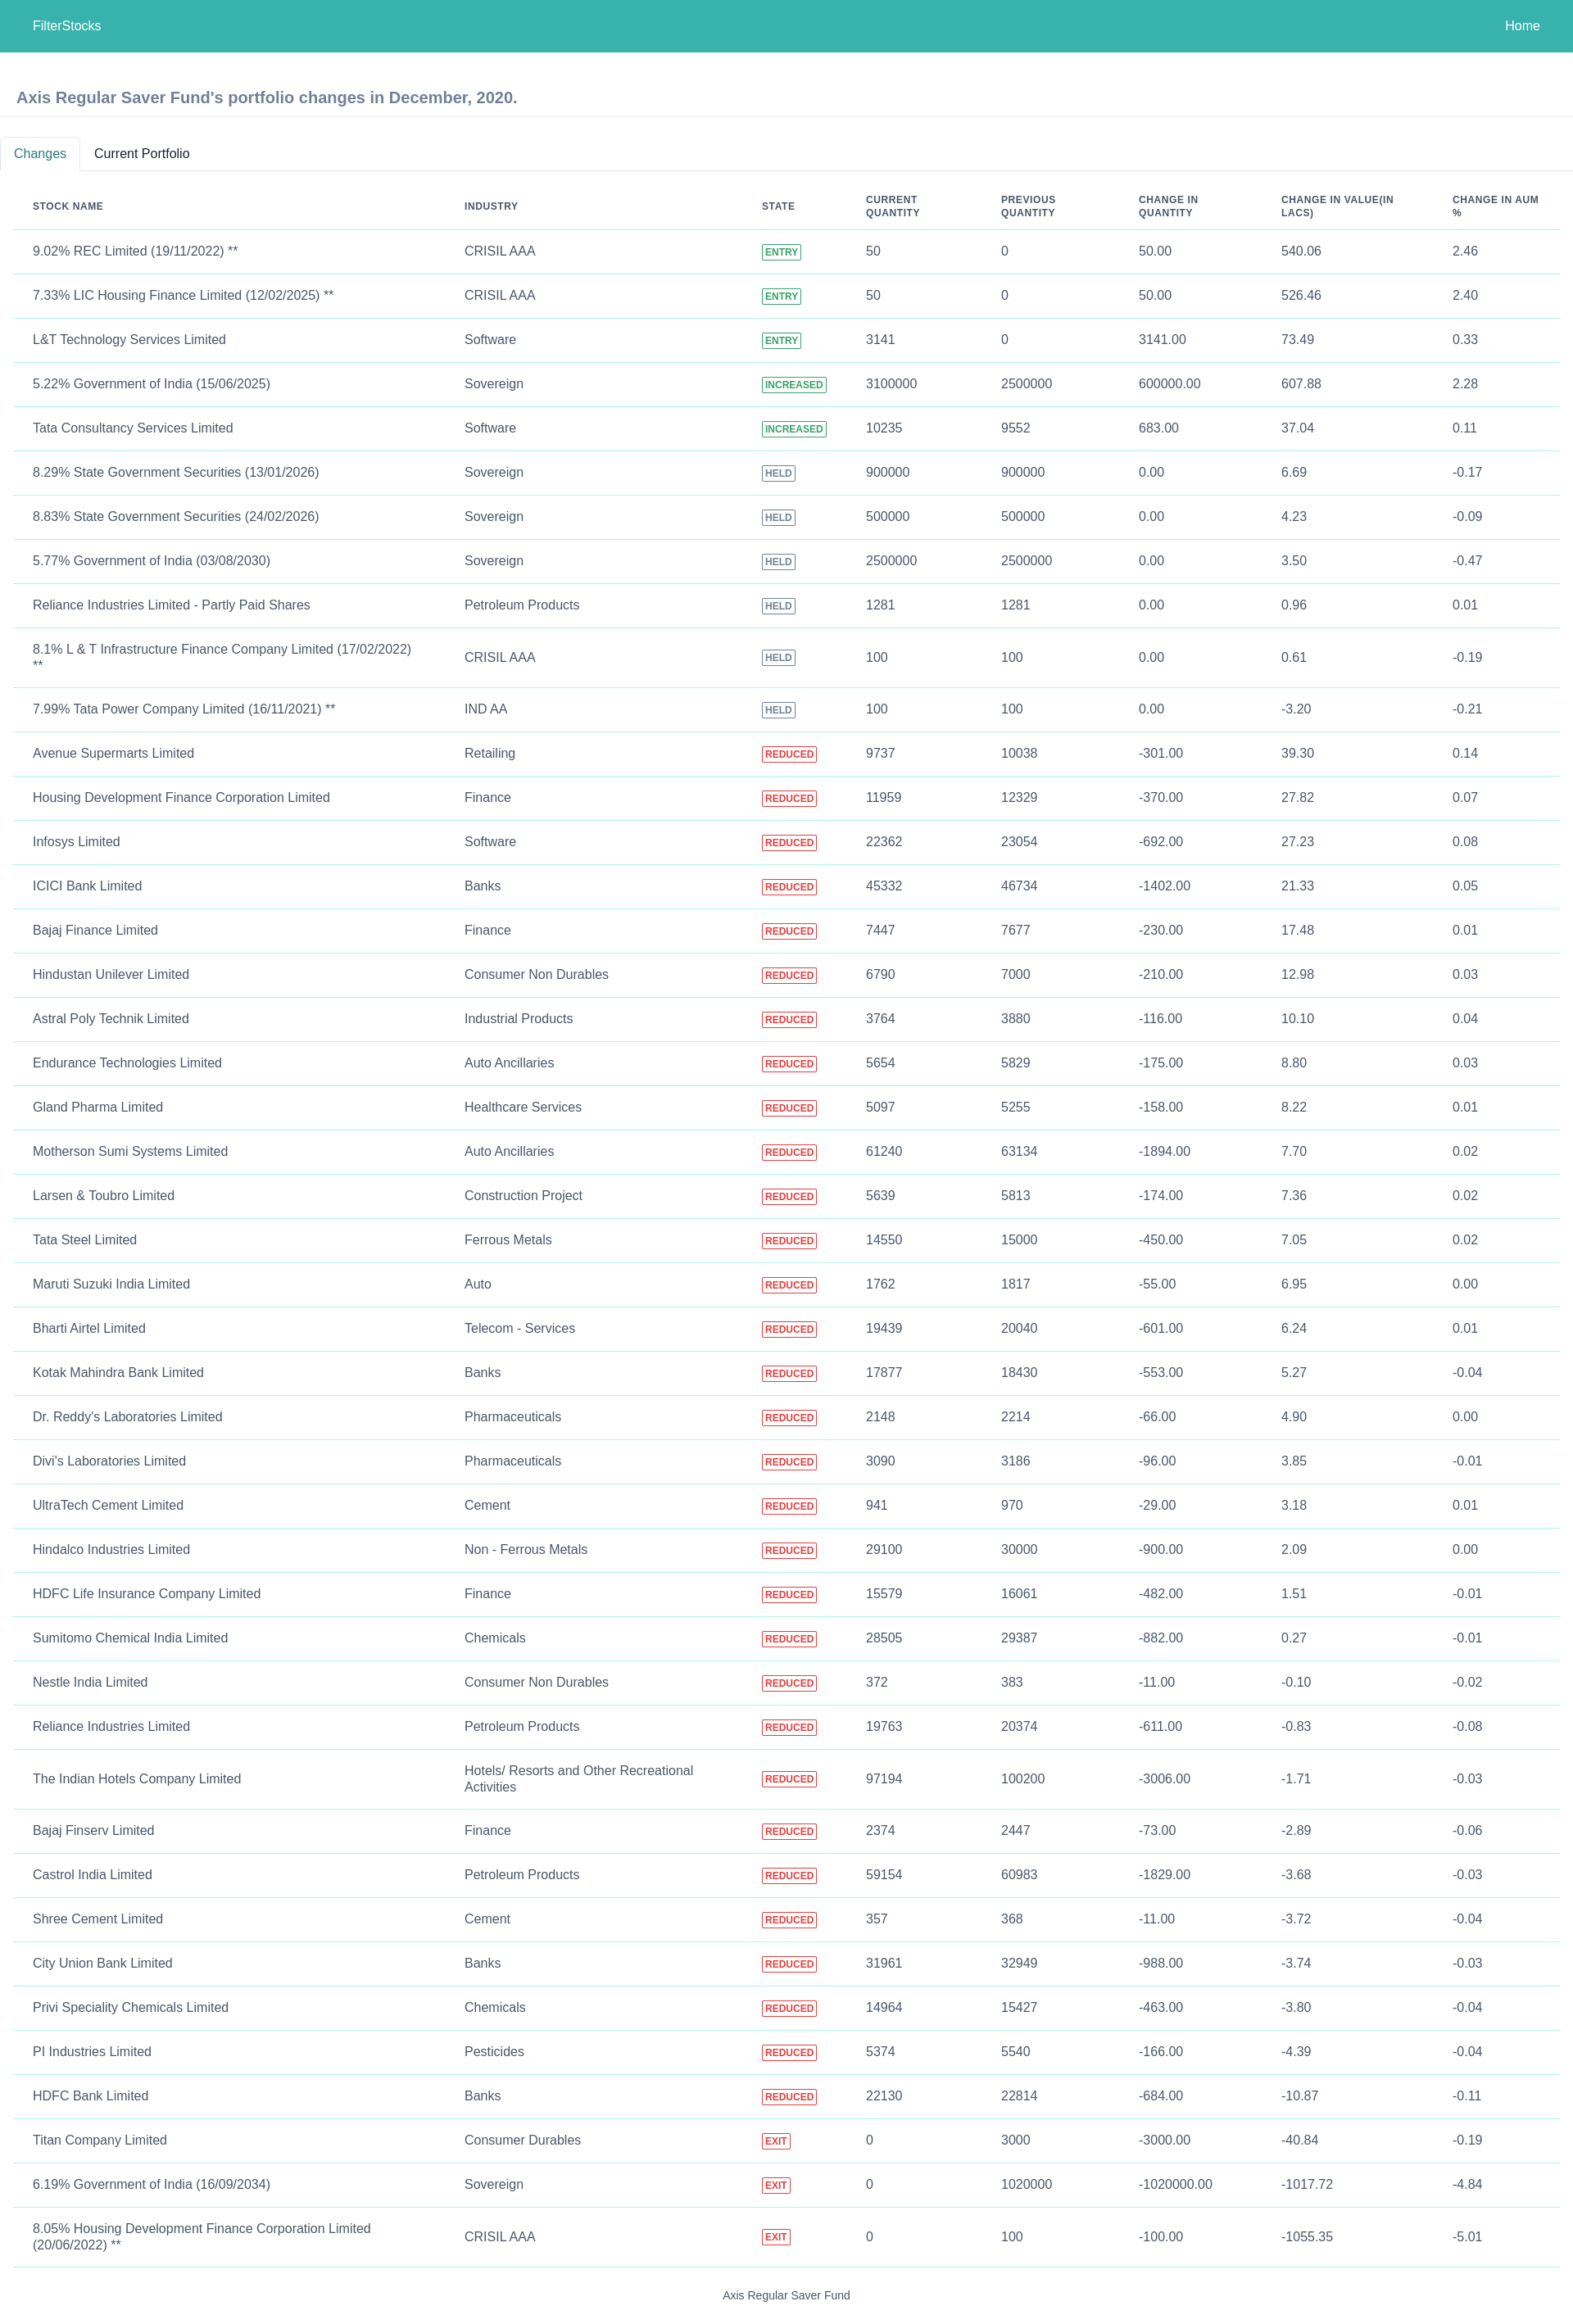 FilterStocks Home
Axis Regular Saver Fund's portfolio changes in December, 2020.
Changes Current Portfolio
STOCK NAME INDUSTRY STATE CURRENT QUANTITY PREVIOUS QUANTITY CHANGE IN QUANTITY CHANGE IN VALUE(IN LACS) CHANGE IN AUM %
9.02% REC Limited (19/11/2022) ** CRISIL AAA ENTRY 50 0 50.00 540.06 2.46
7.33% LIC Housing Finance Limited (12/02/2025) ** CRISIL AAA ENTRY 50 0 50.00 526.46 2.40
L&T Technology Services Limited Software ENTRY 3141 0 3141.00 73.49 0.33
5.22% Government of India (15/06/2025) Sovereign INCREASED 3100000 2500000 600000.00 607.88 2.28
Tata Consultancy Services Limited Software INCREASED 10235 9552 683.00 37.04 0.11
8.29% State Government Securities (13/01/2026) Sovereign HELD 900000 900000 0.00 6.69 -0.17
8.83% State Government Securities (24/02/2026) Sovereign HELD 500000 500000 0.00 4.23 -0.09
5.77% Government of India (03/08/2030) Sovereign HELD 2500000 2500000 0.00 3.50 -0.47
Reliance Industries Limited - Partly Paid Shares Petroleum Products HELD 1281 1281 0.00 0.96 0.01
8.1% L & T Infrastructure Finance Company Limited (17/02/2022) ** CRISIL AAA HELD 100 100 0.00 0.61 -0.19
7.99% Tata Power Company Limited (16/11/2021) ** IND AA HELD 100 100 0.00 -3.20 -0.21
Avenue Supermarts Limited Retailing REDUCED 9737 10038 -301.00 39.30 0.14
Housing Development Finance Corporation Limited Finance REDUCED 11959 12329 -370.00 27.82 0.07
Infosys Limited Software REDUCED 22362 23054 -692.00 27.23 0.08
ICICI Bank Limited Banks REDUCED 45332 46734 -1402.00 21.33 0.05
Bajaj Finance Limited Finance REDUCED 7447 7677 -230.00 17.48 0.01
Hindustan Unilever Limited Consumer Non Durables REDUCED 6790 7000 -210.00 12.98 0.03
Astral Poly Technik Limited Industrial Products REDUCED 3764 3880 -116.00 10.10 0.04
Endurance Technologies Limited Auto Ancillaries REDUCED 5654 5829 -175.00 8.80 0.03
Gland Pharma Limited Healthcare Services REDUCED 5097 5255 -158.00 8.22 0.01
Motherson Sumi Systems Limited Auto Ancillaries REDUCED 61240 63134 -1894.00 7.70 0.02
Larsen & Toubro Limited Construction Project REDUCED 5639 5813 -174.00 7.36 0.02
Tata Steel Limited Ferrous Metals REDUCED 14550 15000 -450.00 7.05 0.02
Maruti Suzuki India Limited Auto REDUCED 1762 1817 -55.00 6.95 0.00
Bharti Airtel Limited Telecom - Services REDUCED 19439 20040 -601.00 6.24 0.01
Kotak Mahindra Bank Limited Banks REDUCED 17877 18430 -553.00 5.27 -0.04
Dr. Reddy's Laboratories Limited Pharmaceuticals REDUCED 2148 2214 -66.00 4.90 0.00
Divi's Laboratories Limited Pharmaceuticals REDUCED 3090 3186 -96.00 3.85 -0.01
UltraTech Cement Limited Cement REDUCED 941 970 -29.00 3.18 0.01
Hindalco Industries Limited Non - Ferrous Metals REDUCED 29100 30000 -900.00 2.09 0.00
HDFC Life Insurance Company Limited Finance REDUCED 15579 16061 -482.00 1.51 -0.01
Sumitomo Chemical India Limited Chemicals REDUCED 28505 29387 -882.00 0.27 -0.01
Nestle India Limited Consumer Non Durables REDUCED 372 383 -11.00 -0.10 -0.02
Reliance Industries Limited Petroleum Products REDUCED 19763 20374 -611.00 -0.83 -0.08
The Indian Hotels Company Limited Hotels/ Resorts and Other Recreational Activities REDUCED 97194 100200 -3006.00 -1.71 -0.03
Bajaj Finserv Limited Finance REDUCED 2374 2447 -73.00 -2.89 -0.06
Castrol India Limited Petroleum Products REDUCED 59154 60983 -1829.00 -3.68 -0.03
Shree Cement Limited Cement REDUCED 357 368 -11.00 -3.72 -0.04
City Union Bank Limited Banks REDUCED 31961 32949 -988.00 -3.74 -0.03
Privi Speciality Chemicals Limited Chemicals REDUCED 14964 15427 -463.00 -3.80 -0.04
PI Industries Limited Pesticides REDUCED 5374 5540 -166.00 -4.39 -0.04
HDFC Bank Limited Banks REDUCED 22130 22814 -684.00 -10.87 -0.11
Titan Company Limited Consumer Durables EXIT 0 3000 -3000.00 -40.84 -0.19
6.19% Government of India (16/09/2034) Sovereign EXIT 0 1020000 -1020000.00 -1017.72 -4.84
8.05% Housing Development Finance Corporation Limited (20/06/2022) ** CRISIL AAA EXIT 0 100 -100.00 -1055.35 -5.01
Axis Regular Saver Fund